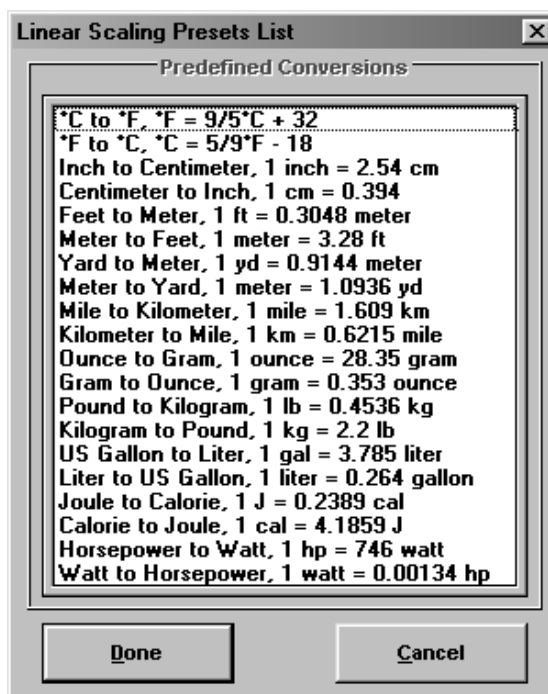 Linear Scaling Presets List
Predefined Conversions
*C to *F, *F = 9/5*C + 32
*F to *C, *C = 5/9*F - 18
Inch to Centimeter, 1 inch = 2.54 cm
Centimeter to Inch, 1 cm = 0.394
Feet to Meter, 1 ft = 0.3048 meter
Meter to Feet, 1 meter = 3.28 ft
Yard to Meter, 1 yd = 0.9144 meter
Meter to Yard, 1 meter = 1.0936 yd
Mile to Kilometer, 1 mile = 1.609 km
Kilometer to Mile, 1 km = 0.6215 mile
Ounce to Gram, 1 ounce = 28.35 gram
Gram to Ounce, 1 gram = 0.353 ounce
Pound to Kilogram, 1 lb = 0.4536 kg
Kilogram to Pound, 1 kg = 2.2 lb
US Gallon to Liter, 1 gal = 3.785 liter
Liter to US Gallon, 1 liter = 0.264 gallon
Joule to Calorie, 1 J = 0.2389 cal
Calorie to Joule, 1 cal = 4.1859 J
Horsepower to Watt, 1 hp = 746 watt
Watt to Horsepower, 1 watt = 0.00134 hp
Done
Cancel